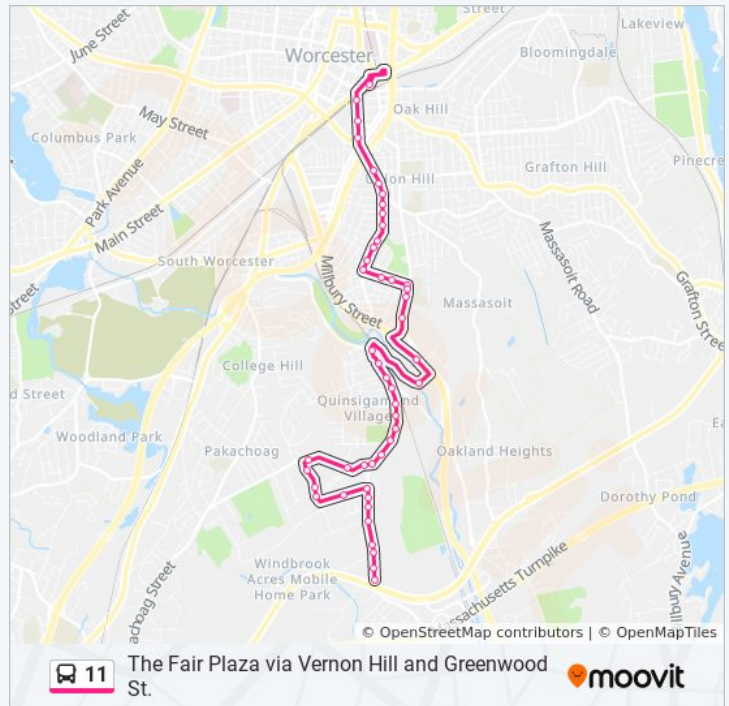 Street
Lakeview
June Street
Worcester
Bloomingdale
May Street
Oak Hill
Columbus Park
Grafton Hill
Pinecre
Park Avenue
Main Street
South Worcester
Millbury Street
Massasoit Road
Massasoit
Grafton Stree
College Hill
d Street
Quinsigamond
Village
Woodland Park
Pakachoag
Oakland Heights
Dorothy Pond
Windbrook
Acres Mobile
Home Park
Massachusetts Turnpike
llbury Avenue
achoag Street
© OpenStreetMap contributors | © OpenMapTiles
11
The Fair Plaza via Vernon Hill and Greenwood
St.
moovit